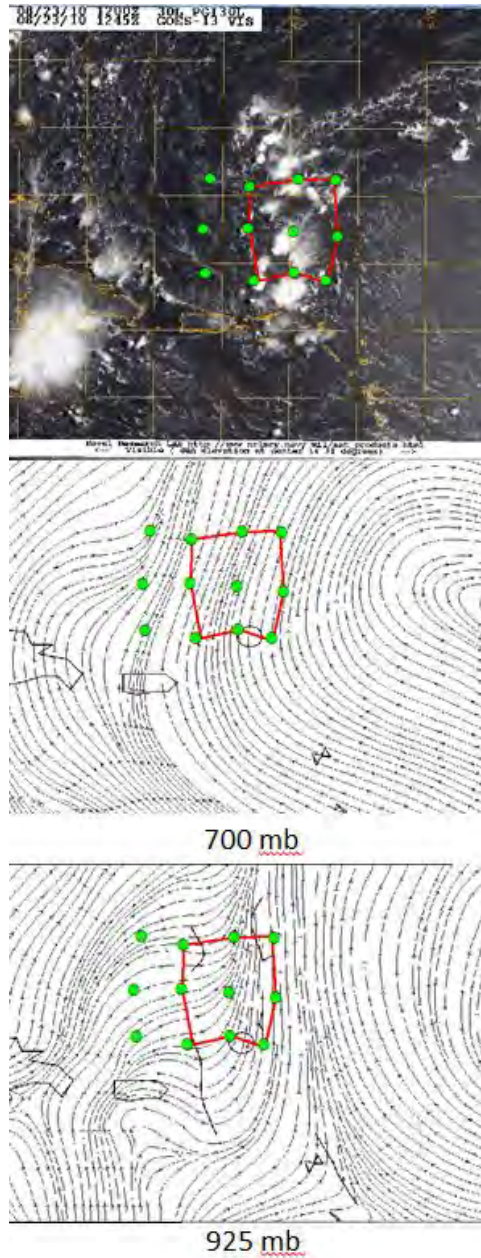 08/23/10 1200Z 30L PGI30L
08/23/10 1245Z GOES-13 VIS
Naval Research Lab http://www.nrlmry.navy.mil/sat_products.html
<-- Visible ( Sun elevation at center is 31 degrees) -->
700 mb
925 mb